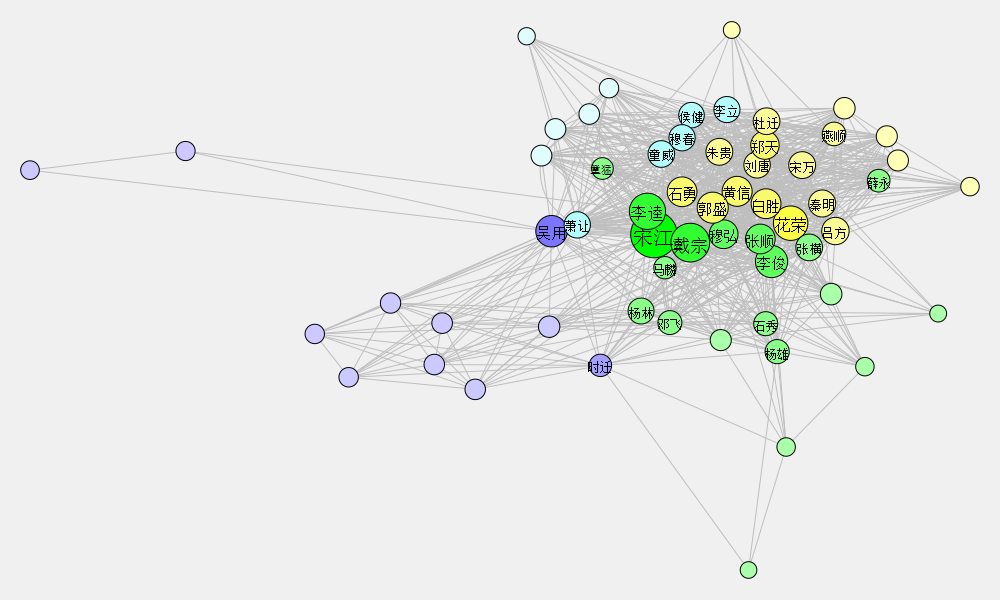 李立
侯健
杜迁
燕顺
穆春
郑天
朱贵
童威
刘唐
宋万
童猛
薛永
石勇
黄信
白胜
秦明
郭盛
李逵
花荣
萧让
吴用
吕方
宋江
穆弘
张顺
戴宗
张横
李俊
马麟
杨林
邓飞
石秀
杨雄
时迁